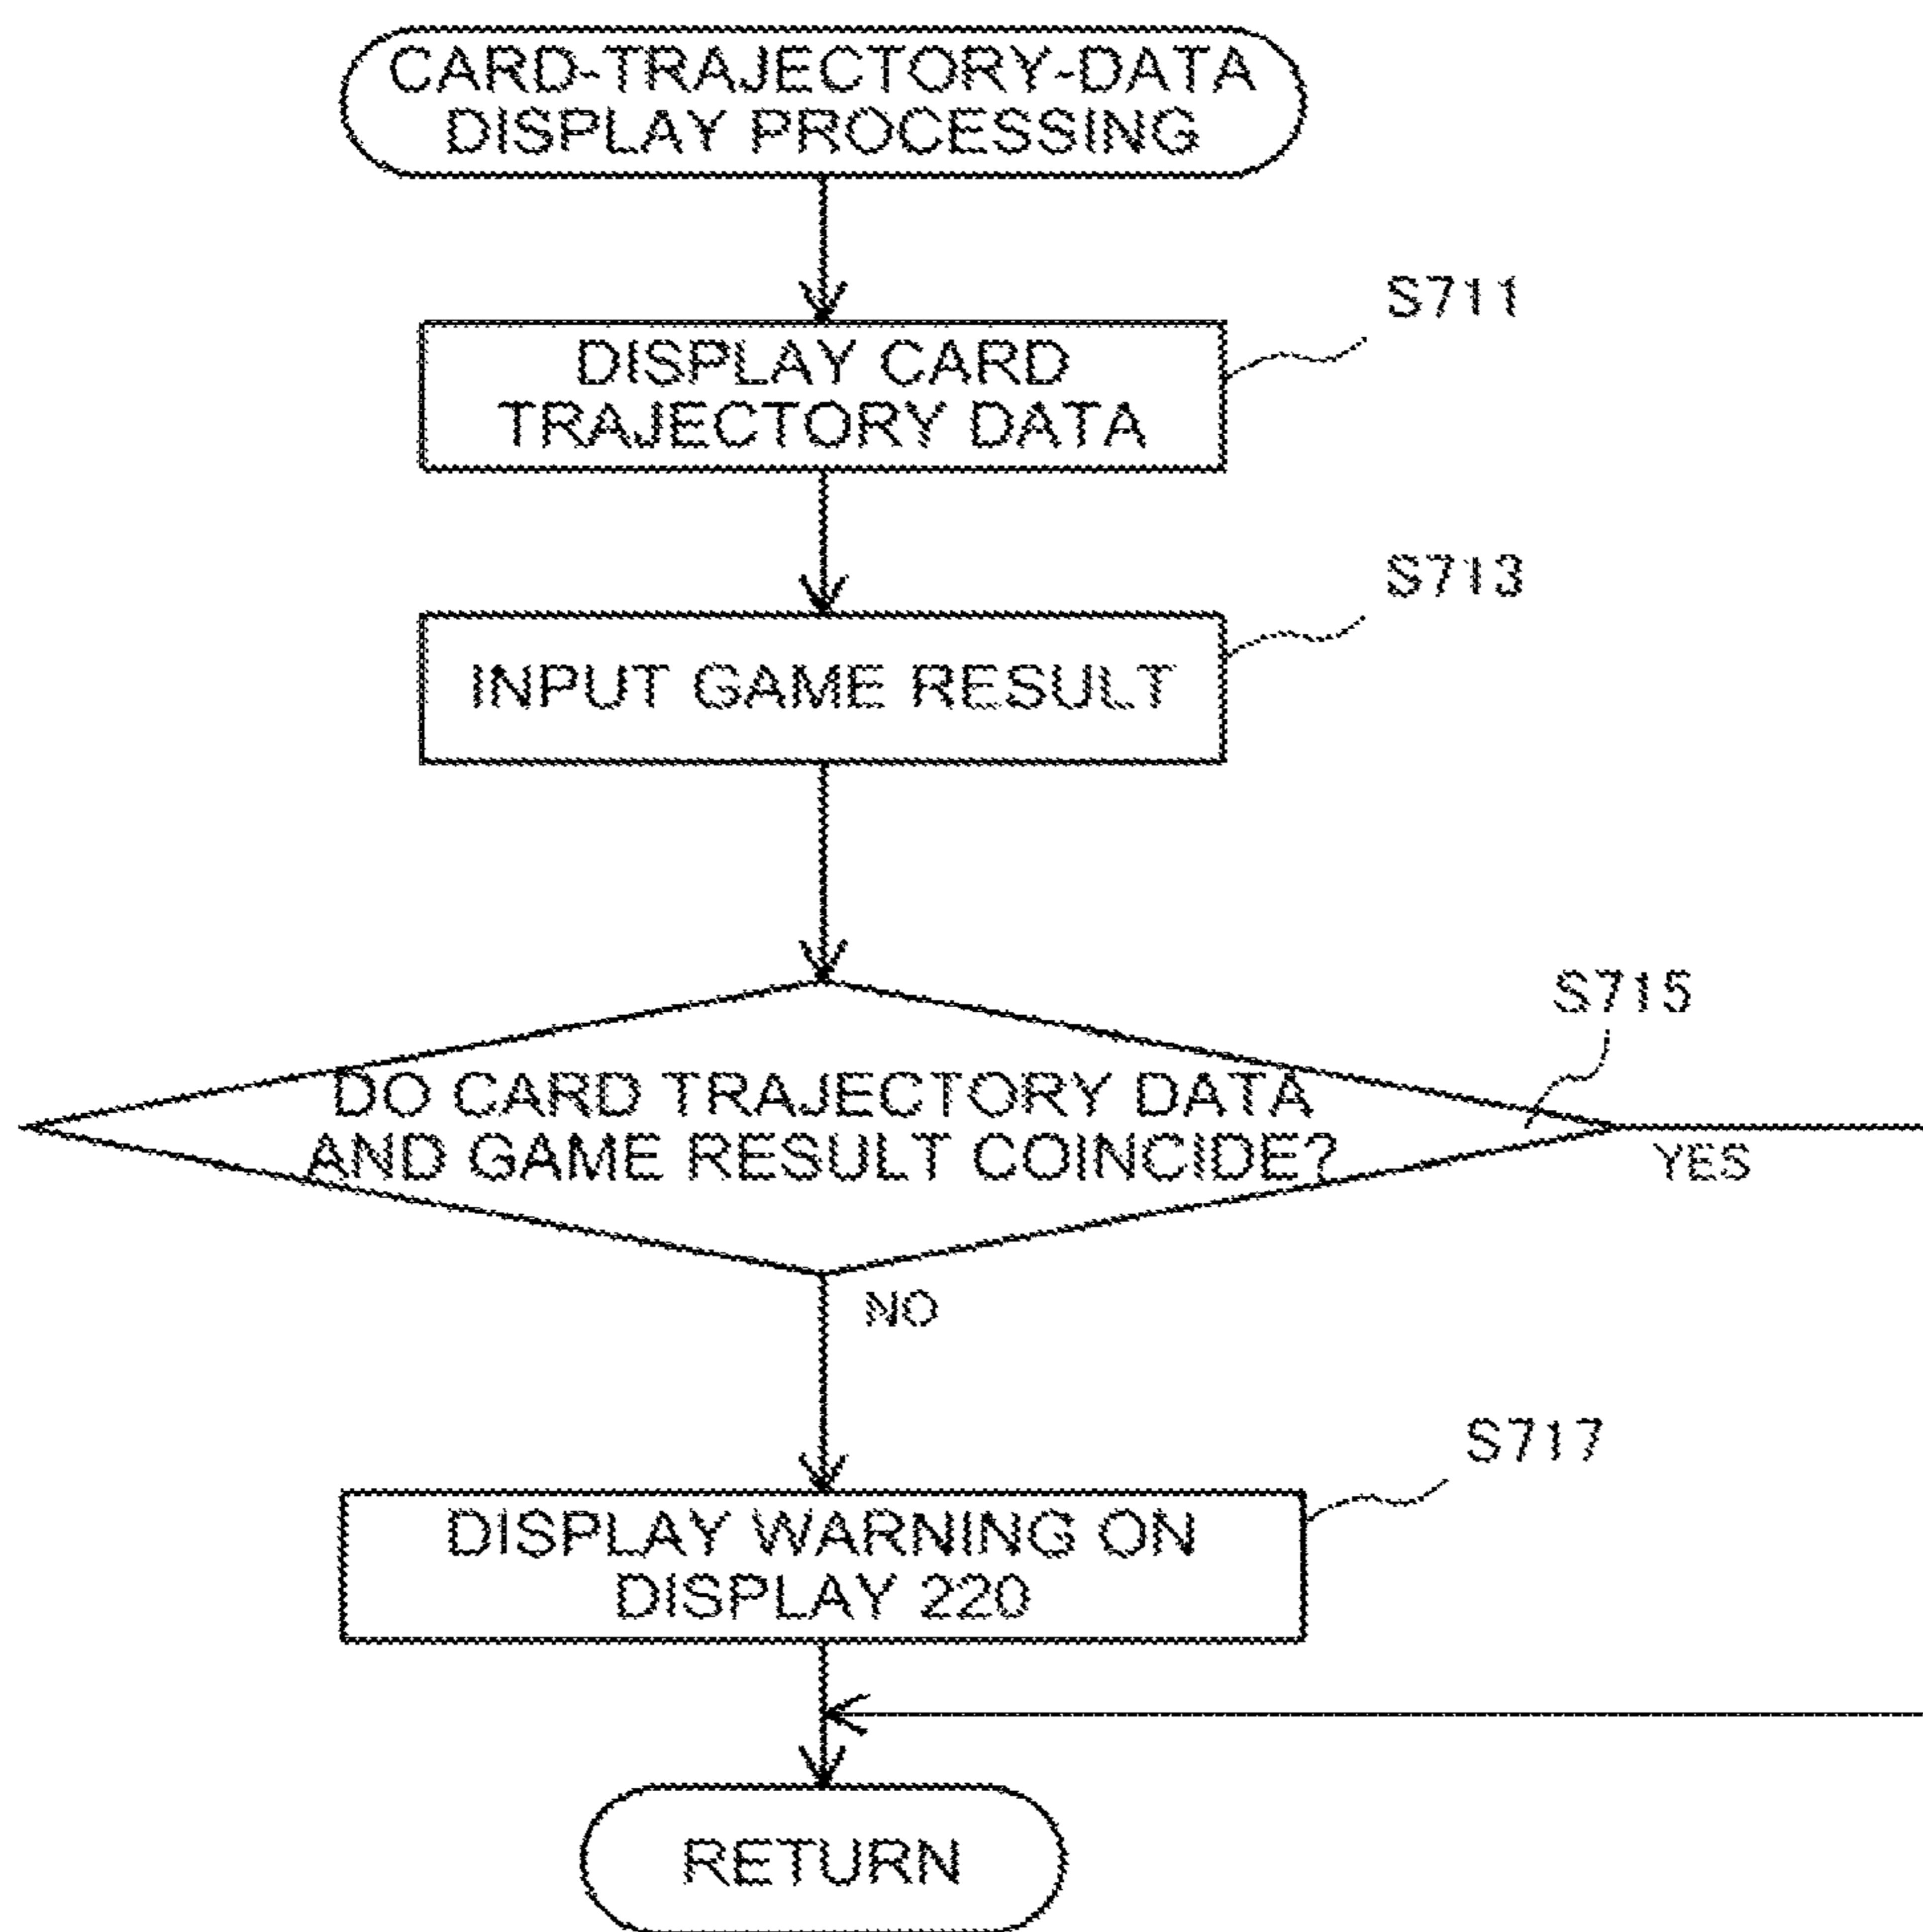 CARD-TRAJECTORY-DATA
DISPLAY PROCESSING
S711
DISPLAY CARD
TRAJECTORY DATA
S713
INPUT GAME RESULT
S715
DO CARD TRAJECTORY DATA
AND GAME RESULT COINCIDE?
YES
NO
S717
DISPLAY WARNING ON
DISPLAY 220
RETURN